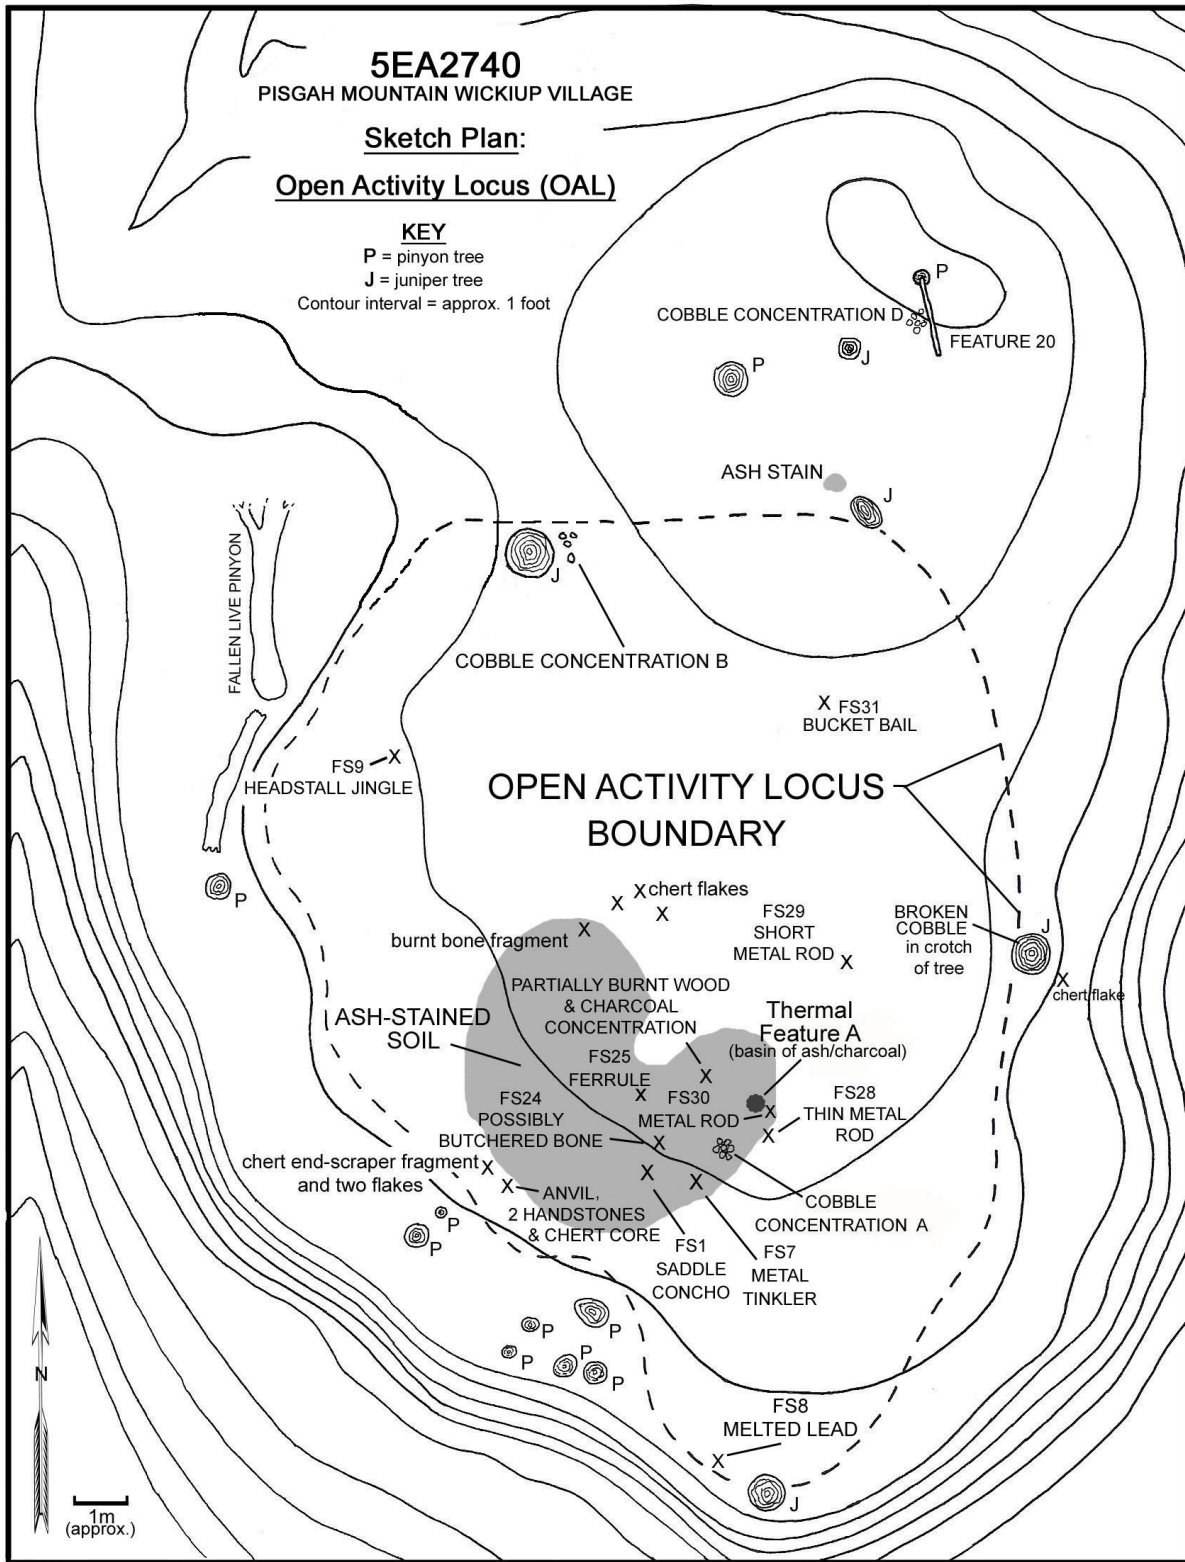 5EA2740
PISGAH MOUNTAIN WICKIUP VILLAGE
Sketch Plan:
Open Activity Locus (OAL)
KEY
P = pinyon tree
J = juniper tree
Contour interval = approx. 1 foot
P
COBBLE CONCENTRATION D
FEATURE 20
J
P
ASH STAIN
J
FALLEN LIVE PINYON
J
COBBLE CONCENTRATION B
X FS31
BUCKET BAIL
FS9 X
HEADSTALL JINGLE
OPEN ACTIVITY LOCUS
BOUNDARY
P
X chert flakes
X
X
burnt bone fragment X
FS29
SHORT
METAL ROD
X
BROKEN
COBBLE
in crotch
of tree
J
X
chert flake
PARTIALLY BURNT WOOD
& CHARCOAL
CONCENTRATION
X
Thermal
Feature A
(basin of ash/charcoal)
ASH-STAINED
SOIL
FS25
FERRULE
X
FS30
METAL ROD
X
FS28
THIN METAL
ROD
X
FS24
POSSIBLY
BUTCHERED BONE
X
chert end-scraper fragment
and two flakes
X
X
ANVIL,
2 HANDSTONES
& CHERT CORE
X
FS1
SADDLE
CONCHO
X
FS7
METAL
TINKLER
COBBLE
CONCENTRATION A
P
P
P
P
P
P
P
FS8
MELTED LEAD
X
J
N
1m
(approx.)